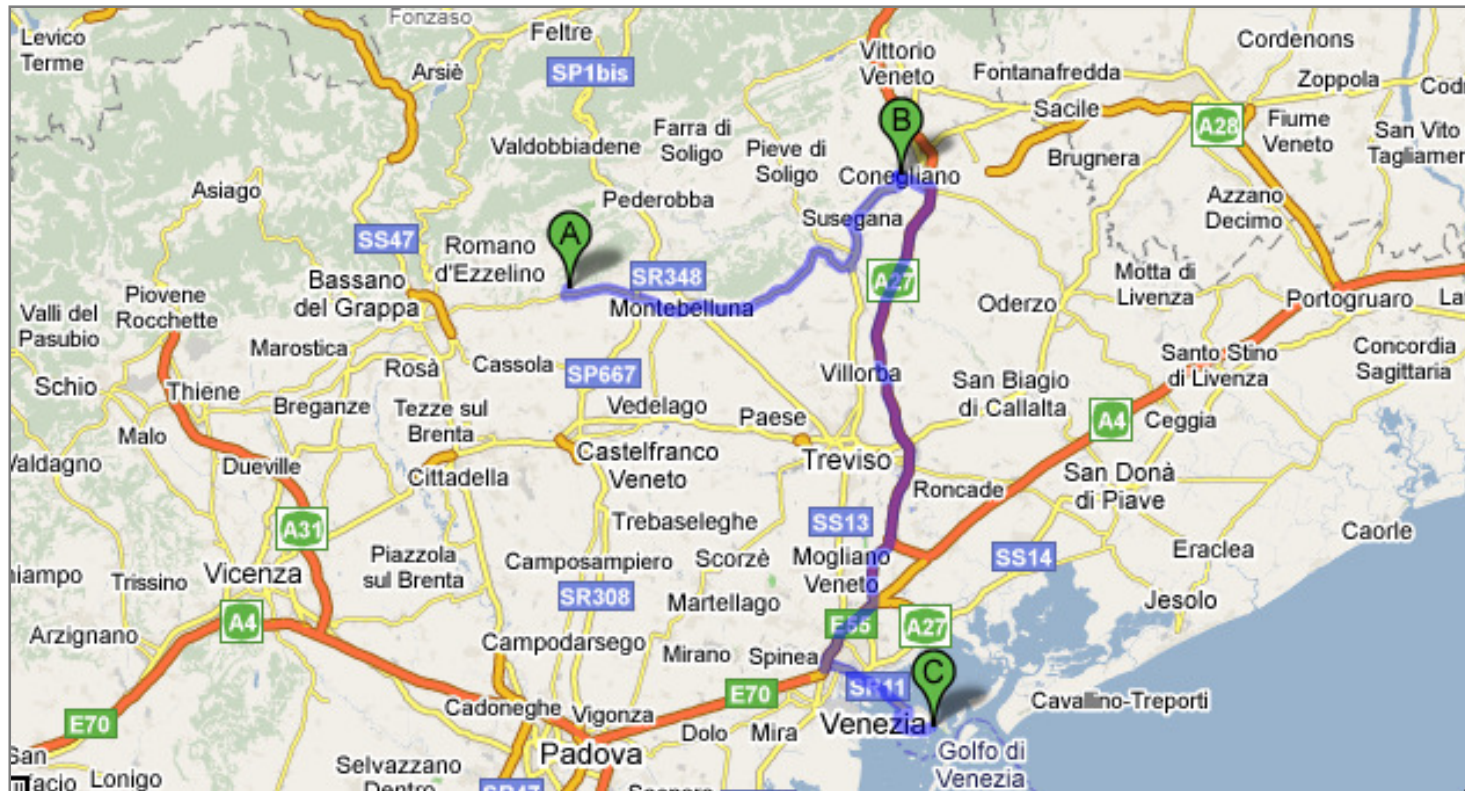 Fonzaso
Levico
Terme
Feltre
Arsiè
SP1bis
Vittorio
Veneto
Cordenons
Fontanafredda
Zoppola
Sacile
A28
Fiume
Veneto
San Vito
Brugnera
B
Valdobbiadene
Farra di
Soligo
Pieve di
Soligo
Conegliano
Asiago
Pederobba
Susegana
Azzano
Decimo
A
SS47
Romano
d'Ezzelino
SR348
A27
Motta di
Livenza
Bassano
del Grappa
Piovene
Rocchette
Montebelluna
Oderzo
Portogruaro
Valli del
Pasubio
Marostica
Cassola
Rosà
SP667
Villorba
Santo Stino
di Livenza
Concordia
Sagittaria
Schio
Thiene
Breganze
Tezze sul
Brenta
Vedelago
Paese
San Biagio
di Callalta
A4
Ceggia
Malo
Dueville
Cittadella
Castelfranco
Veneto
Treviso
Roncade
San Donà
di Piave
A31
Trebaseleghe
SS13
Caorle
Piazzola
sul Brenta
Camposampiero
Scorzè
Mogliano
Veneto
SS14
Eraclea
Trissino
Vicenza
SR308
Martellago
Jesolo
A4
Arzignano
Campodarsego
E55
A27
Mirano
Spinea
C
E70
SR11
Cavallino-Treporti
E70
Cadoneghe
Vigonza
Dolo
Mira
Venezia
Padova
Golfo di
Venezia
San
Lonigo
Selvazzano